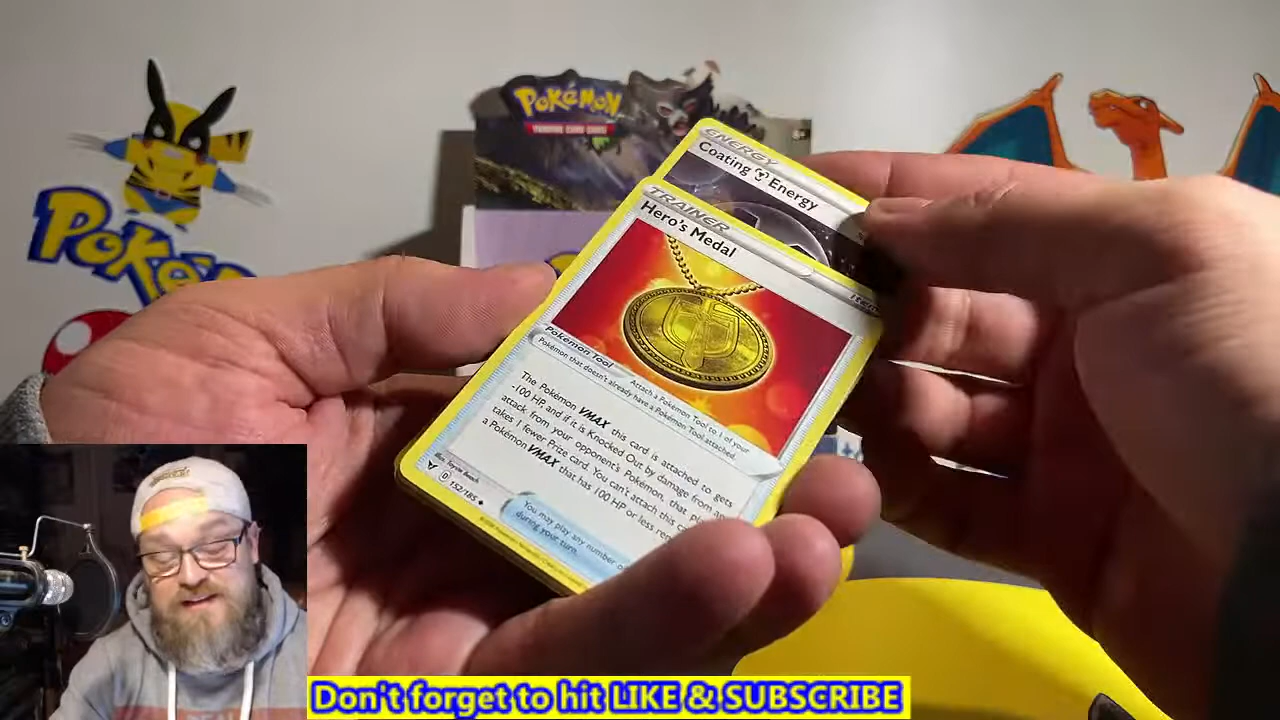 Pokémon
TRADING CARD GAME
Poké
ENERGY
Coating Energy
TRAINER
Hero's Medal
Item
Pokémon Tool
Attach a Pokémon Tool to 1 of your
Pokémon that doesn't already have a Pokémon Tool attached.
The Pokémon VMAX this card is attached to gets
-100 HP and if it is Knocked Out by damage from an
attack from your opponent's Pokémon, that
takes 1 fewer Prize card. You can't attach this
a Pokémon VMAX that has 100 HP or less
152/185
You may play any number
during your turn.
Don't forget to hit LIKE & SUBSCRIBE